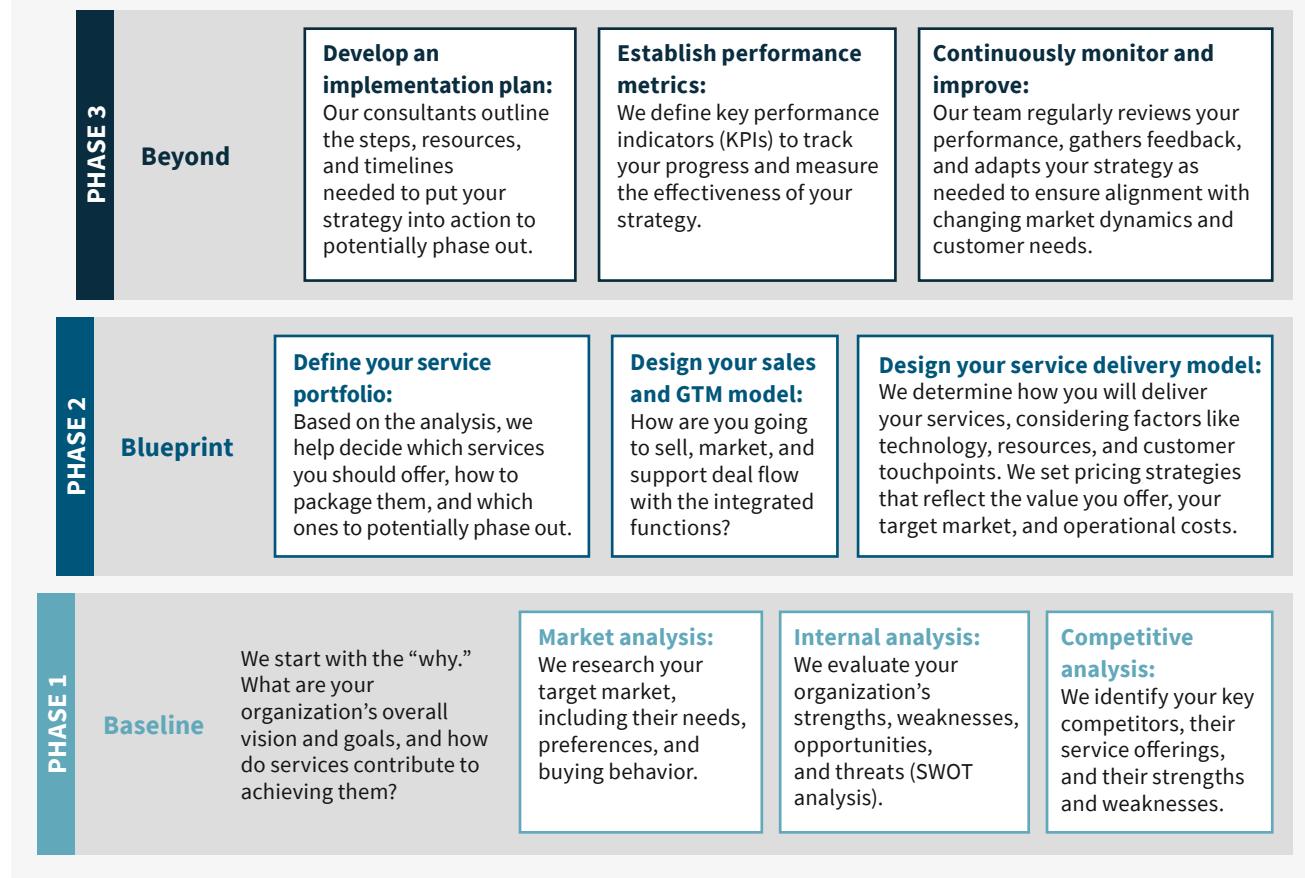 PHASE 3
Beyond
Develop an
implementation plan:
Our consultants outline
the steps, resources,
and timelines
needed to put your
strategy into action to
potentially phase out.
Establish performance
metrics:
We define key performance
indicators (KPIs) to track
your progress and measure
the effectiveness of your
strategy.
Continuously monitor and
improve:
Our team regularly reviews your
performance, gathers feedback,
and adapts your strategy as
needed to ensure alignment with
changing market dynamics and
customer needs.
PHASE 2
Blueprint
Define your service
portfolio:
Based on the analysis, we
help decide which services
you should offer, how to
package them, and which
ones to potentially phase out.
Design your sales
and GTM model:
How are you going
to sell, market, and
support deal flow
with the integrated
functions?
Design your service delivery model:
We determine how you will deliver
your services, considering factors like
technology, resources, and customer
touchpoints. We set pricing strategies
that reflect the value you offer, your
target market, and operational costs.
PHASE 1
Baseline
We start with the “why.”
What are your
organization’s overall
vision and goals, and how
do services contribute to
achieving them?
Market analysis:
We research your
target market,
including their needs,
preferences, and
buying behavior.
Internal analysis:
We evaluate your
organization’s
strengths, weaknesses,
opportunities,
and threats (SWOT
analysis).
Competitive
analysis:
We identify your key
competitors, their
service offerings,
and their strengths
and weaknesses.